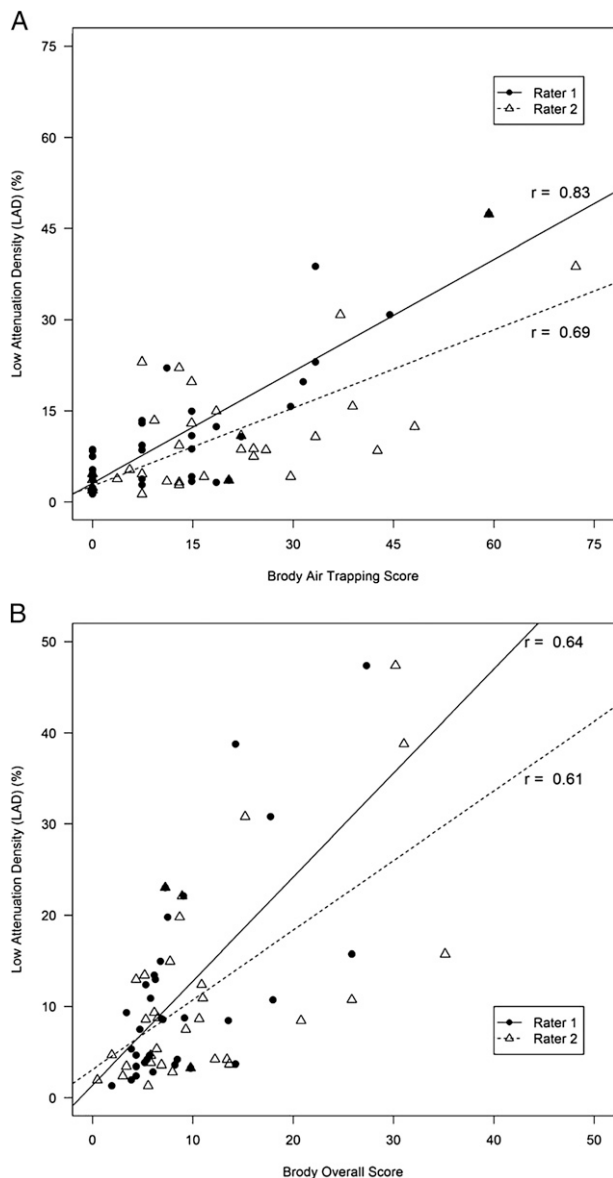 A
75
60
45
30
15
0
Low Attenuation Density (LAD) (%)
Rater 1
Rater 2
r = 0.83
r = 0.69
0 15 30 45 60 75
Brody Air Trapping Score
B
50
40
30
20
10
0
Low Attenuation Density (LAD) (%)
r = 0.64
r = 0.61
Rater 1
Rater 2
0 10 20 30 40 50
Brody Overall Score